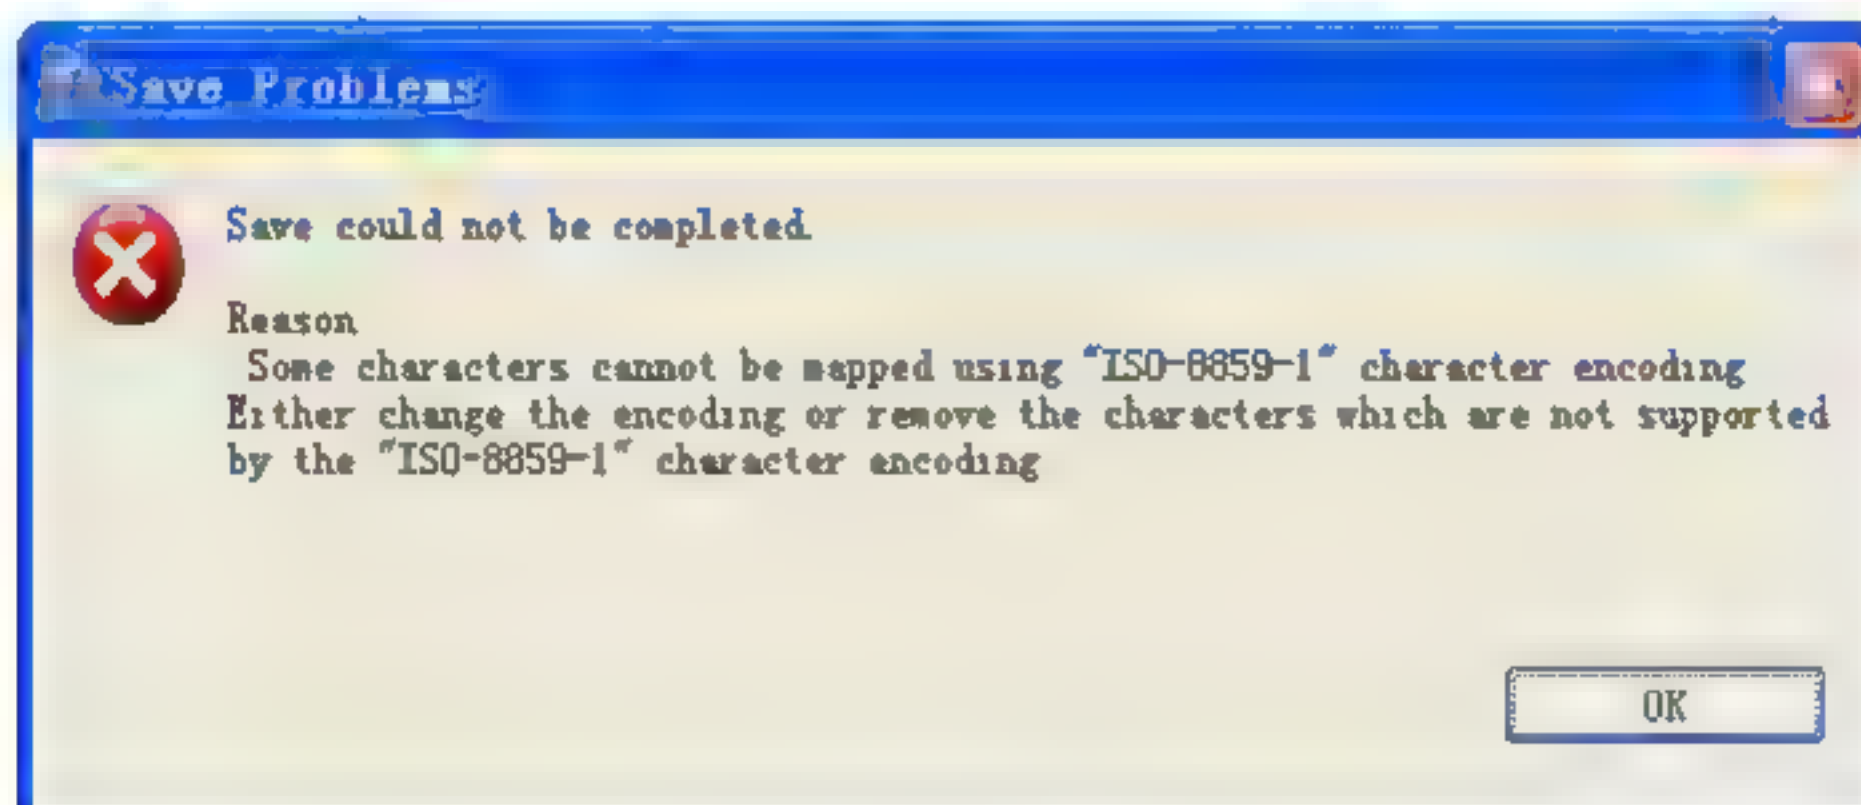 Save Problems
Save could not be completed.
Reason
Some characters cannot be mapped using "ISO-8859-1" character encoding
Either change the encoding or remove the characters which are not supported
by the "ISO-8859-1" character encoding
OK